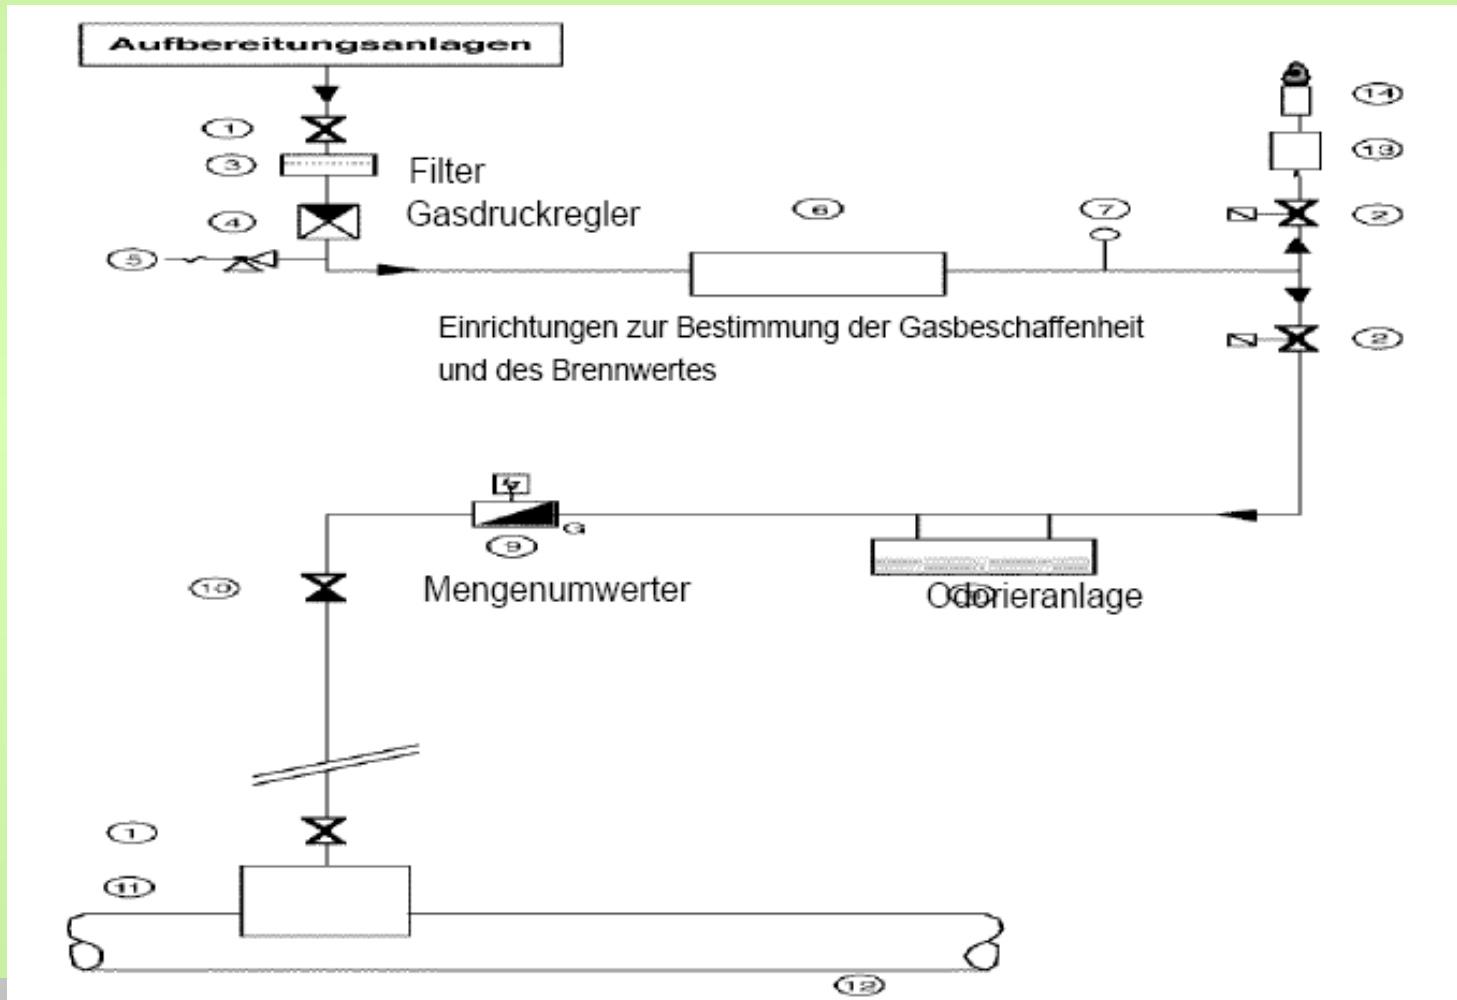 Aufbereitungsanlagen
14
1
13
3
Filter
4
Gasdruckregler
6
7
2
5
Einrichtungen zur Bestimmung der Gasbeschaffenheit
und des Brennwertes
2
G
9
10
Mengenumwerter
Odorieranlage
1
11
12